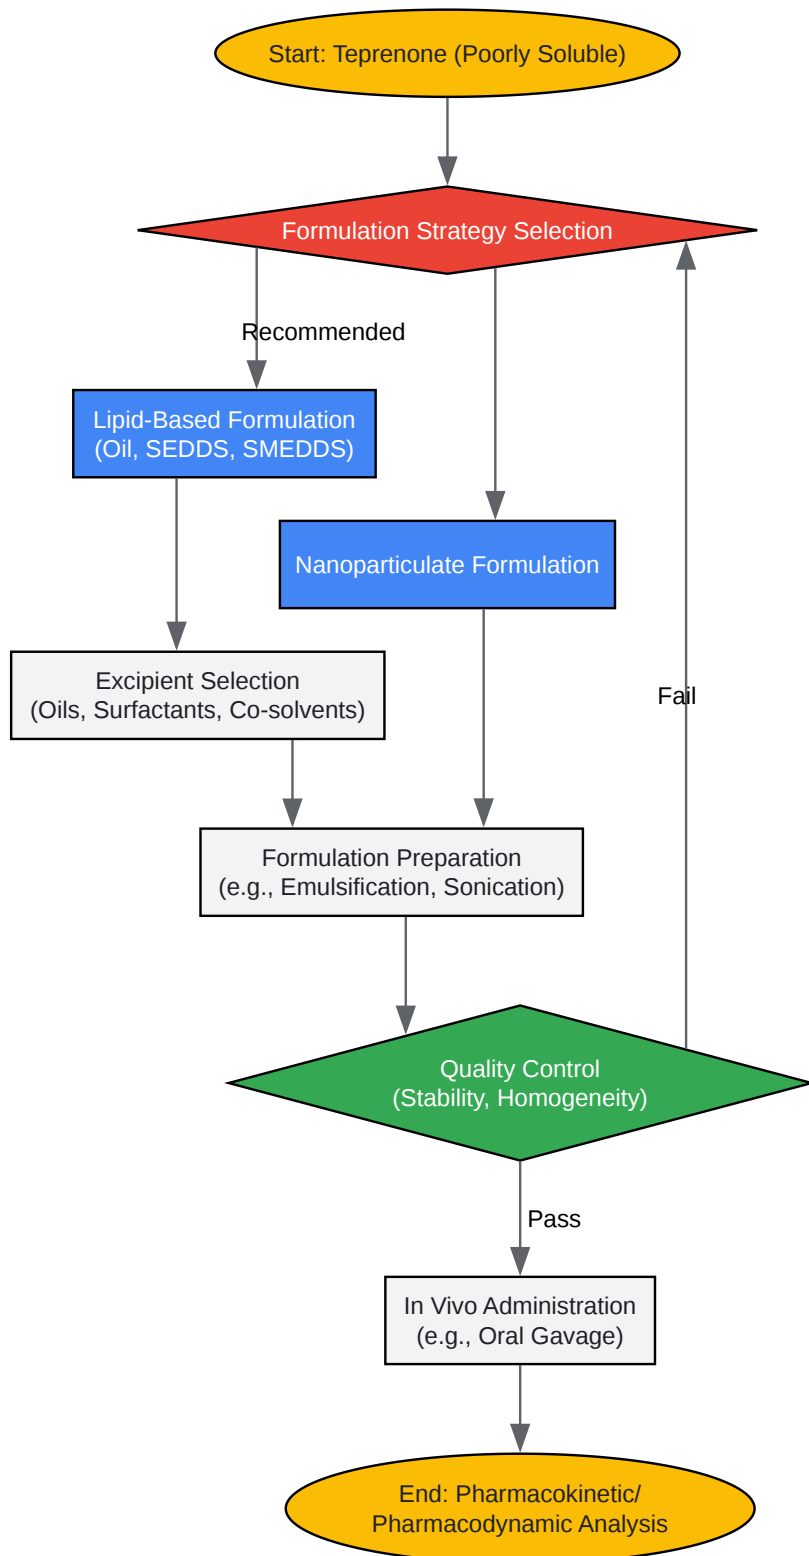 Start: Teprenone (Poorly Soluble)
Formulation Strategy Selection
Recommended
Lipid-Based Formulation
(Oil, SEDDS, SMEDDS)
Nanoparticulate Formulation
Excipient Selection
(Oils, Surfactants, Co-solvents)
Fail
Formulation Preparation
(e.g., Emulsification, Sonication)
Quality Control
(Stability, Homogeneity)
Pass
In Vivo Administration
(e.g., Oral Gavage)
End: Pharmacokinetic/
Pharmacodynamic Analysis